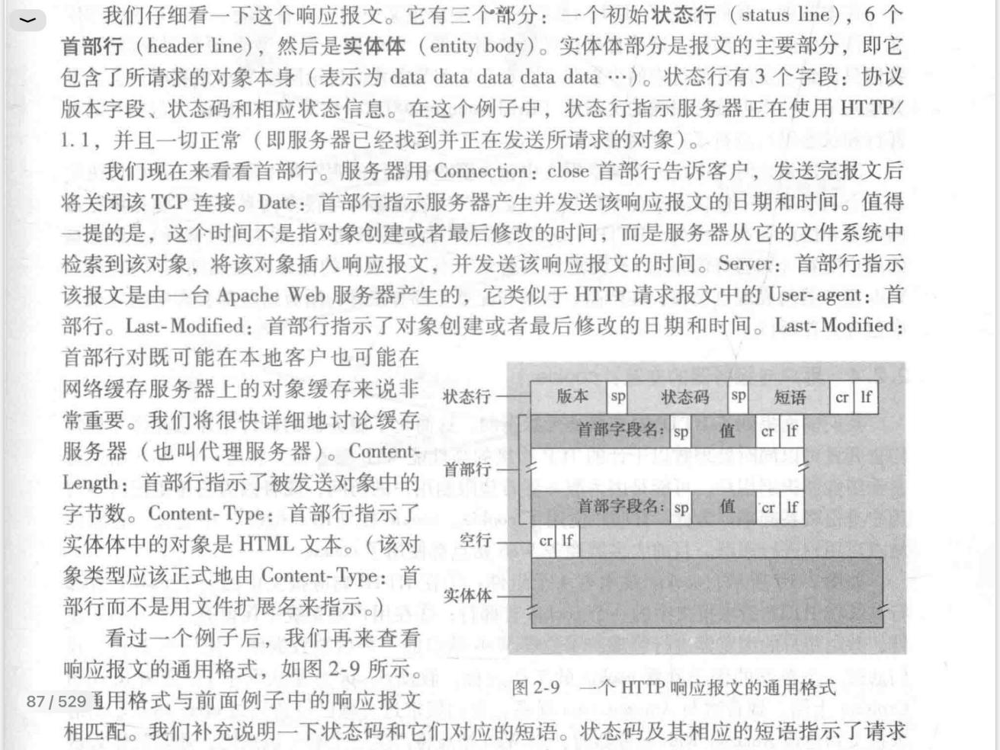 我们仔细看一下这个响应报文。它有三个部分：一个初始状态行（status line），6 个
首部行（header line），然后是实体体（entity body）。实体体部分是报文的主要部分，即它
包含了所请求的对象本身（表示为 data data data data data …）。状态行有 3 个字段：协议
版本字段、状态码和相应状态信息。在这个例子中，状态行指示服务器正在使用 HTTP/
1.1，并且一切正常（即服务器已经找到并正在发送所请求的对象）。
我们现在来看看首部行。服务器用 Connection：close 首部行告诉客户，发送完报文后
将关闭该 TCP 连接。Date：首部行指示服务器产生并发送该响应报文的日期和时间。值得
一提的是，这个时间不是指对象创建或者最后修改的时间，而是服务器从它的文件系统中
检索到该对象，将该对象插入响应报文，并发送该响应报文的时间。Server：首部行指示
该报文是由一台 Apache Web 服务器产生的，它类似于 HTTP 请求报文中的 User-agent：首
部行。Last-Modified：首部行指示了对象创建或者最后修改的日期和时间。Last-Modified：
首部行对既可能在本地客户也可能在
网络缓存服务器上的对象缓存来说非
常重要。我们将很快详细地讨论缓存
服务器（也叫代理服务器）。Content-
Length：首部行指示了被发送对象中的
字节数。Content-Type：首部行指示了
实体体中的对象是 HTML 文本。（该对
象类型应该正式地由 Content-Type：首
部行而不是用文件扩展名来指示。）
看过一个例子后，我们再来查看
响应报文的通用格式，如图 2-9 所示。
87 / 529
通用格式与前面例子中的响应报文
相匹配。我们补充说明一下状态码和它们对应的短语。状态码及其相应的短语指示了请求
状态行 版本 sp 状态码 sp 短语 cr lf
首部字段名： sp 值 cr lf
首部行
首部字段名： sp 值 cr lf
空行 cr lf
实体体
图 2-9 一个 HTTP 响应报文的通用格式